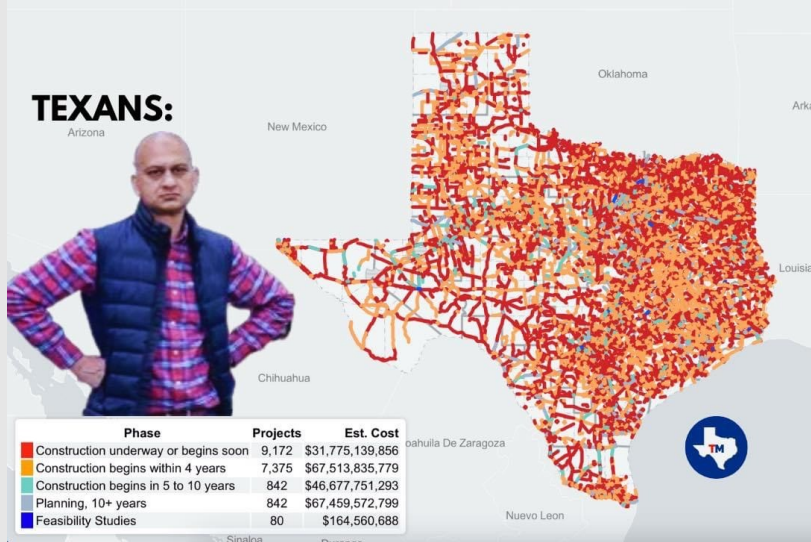 TEXANS:
Oklahoma
Arizona
New Mexico
Louisia
Chihuahua
oahuila De Zaragoza
TM
Nuevo Leon
Phase Projects Est. Cost
Construction underway or begins soon 9,172 $31,775,139,856
Construction begins within 4 years 7,375 $67,513,835,779
Construction begins in 5 to 10 years 842 $46,677,751,293
Planning, 10+ years 842 $67,459,572,799
Feasibility Studies 80 $164,560,688
Sinaloa